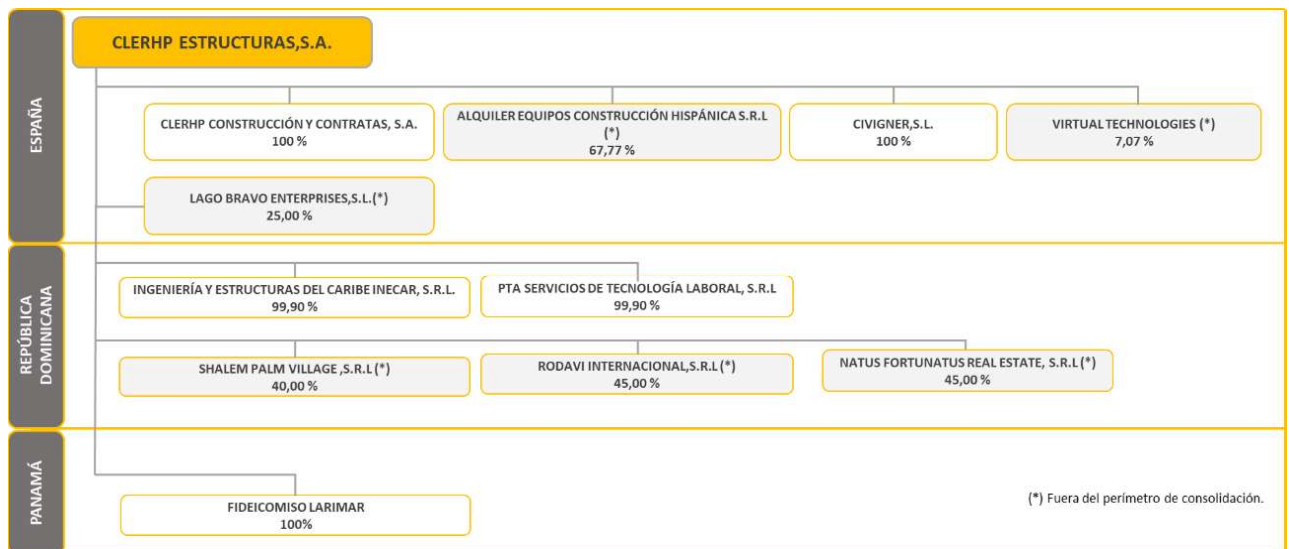 CLERHP ESTRUCTURAS,S.A.
ESPAÑA
CLERHP CONSTRUCCIÓN Y CONTRATAS, S.A.
100 %
ALQUILER EQUIPOS CONSTRUCCIÓN HISPÁNICA S.R.L
(*)
67,77 %
CIVIGNER,S.L.
100 %
VIRTUAL TECHNOLOGIES (*)
7,07 %
LAGO BRAVO ENTERPRISES,S.L.(*)
25,00 %
REPÚBLICA
DOMINICANA
INGENIERÍA Y ESTRUCTURAS DEL CARIBE INECAR, S.R.L.
99,90 %
PTA SERVICIOS DE TECNOLOGÍA LABORAL, S.R.L
99,90 %
SHALEM PALM VILLAGE ,S.R.L (*)
40,00 %
RODAVI INTERNACIONAL,S.R.L (*)
45,00 %
NATUS FORTUNATUS REAL ESTATE, S.R.L (*)
45,00 %
PANAMÁ
FIDEICOMISO LARIMAR
100%
(*) Fuera del perímetro de consolidación.